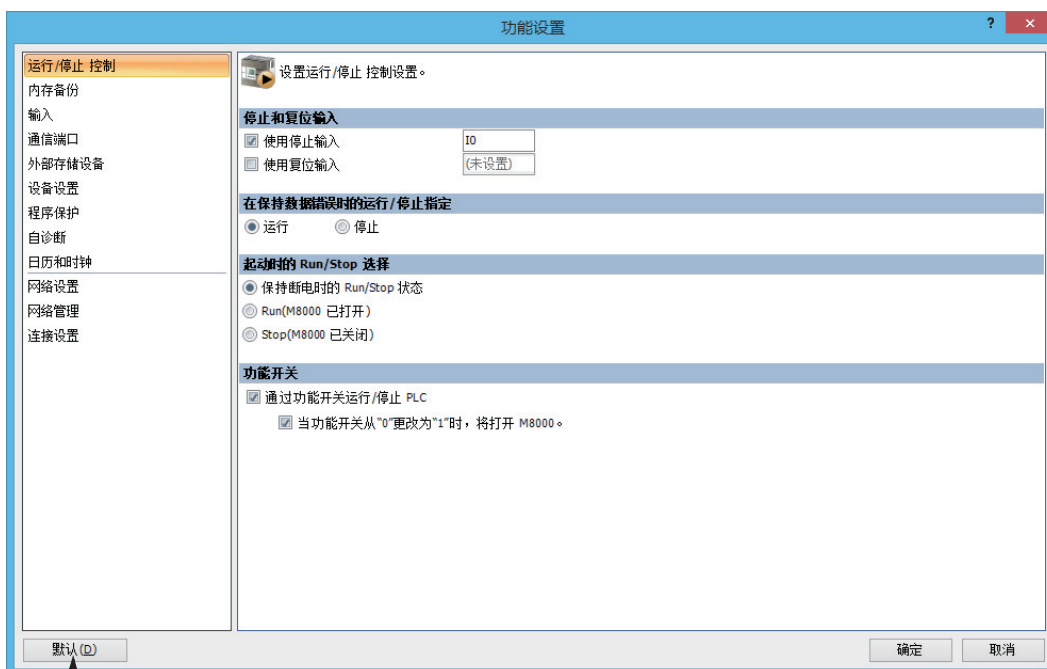 功能设置
? ×
运行/停止 控制
内存备份
输入
通信端口
外部存储设备
设备设置
程序保护
自诊断
日历和时钟
网络设置
网络管理
连接设置
设置运行/停止 控制设置。
停止和复位输入
使用停止输入 I0
使用复位输入 (未设置)
在保持数据错误时的运行/停止指定
运行 停止
起动时的 Run/Stop 选择
保持断电时的 Run/Stop 状态
Run(M8000 已打开)
Stop(M8000 已关闭)
功能开关
通过功能开关运行/停止 PLC
当功能开关从“0”更改为“1”时，将打开 M8000。
默认(D) 确定 取消